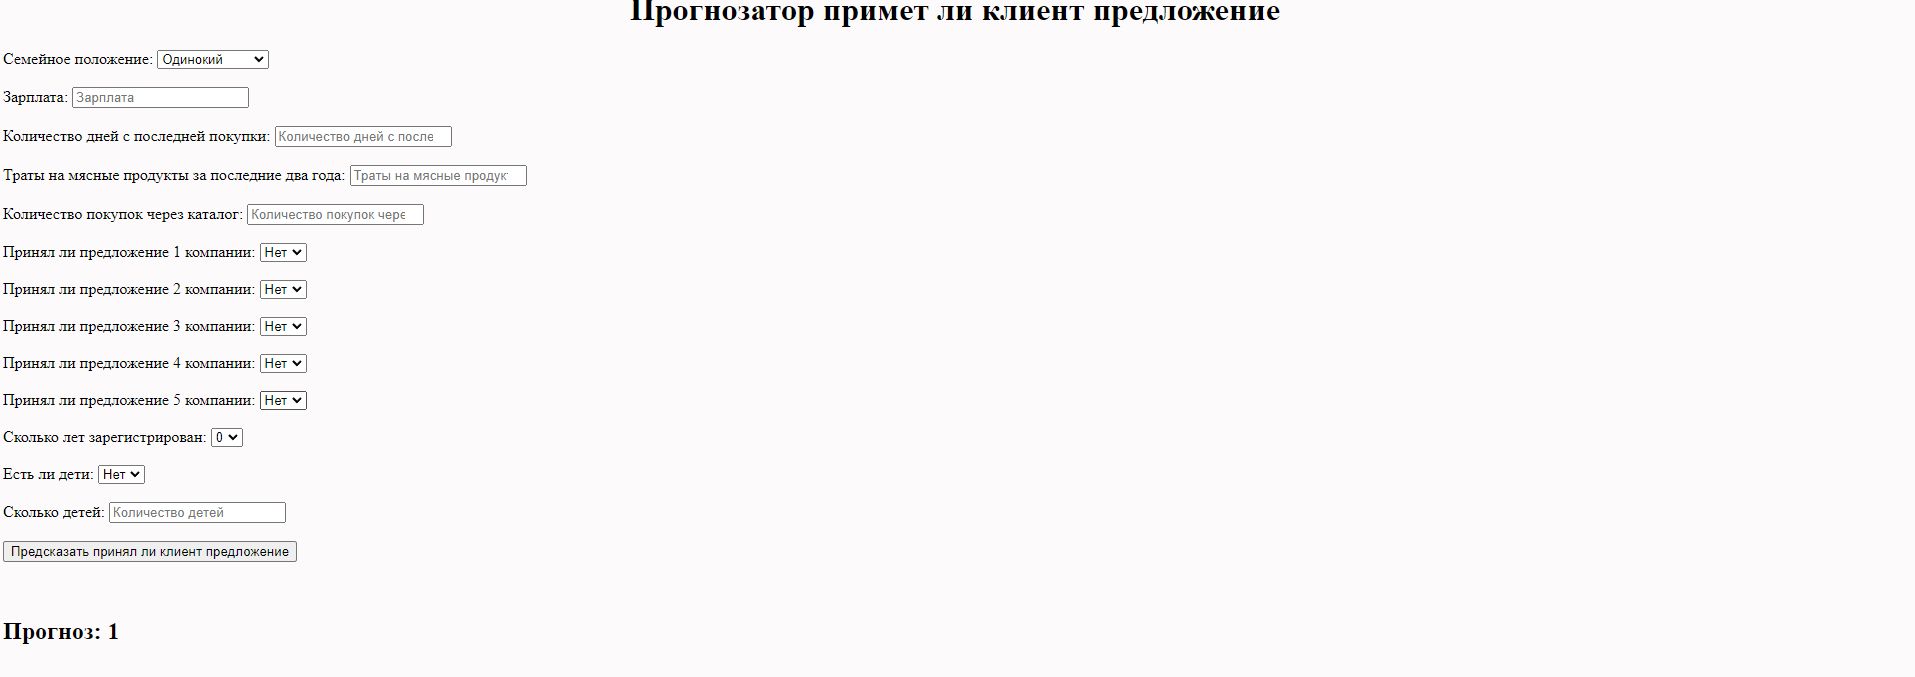 Прогнозатор примет ли клиент предложение
Семейное положение: Одинокий
Зарплата: Зарплата
Количество дней с последней покупки: Количество дней с после
Траты на мясные продукты за последние два года: Траты на мясные продук
Количество покупок через каталог: Количество покупок чере
Принял ли предложение 1 компании: Нет
Принял ли предложение 2 компании: Нет
Принял ли предложение 3 компании: Нет
Принял ли предложение 4 компании: Нет
Принял ли предложение 5 компании: Нет
Сколько лет зарегистрирован: 0
Есть ли дети: Нет
Сколько детей: Количество детей
Предсказать принял ли клиент предложение
Прогноз: 1